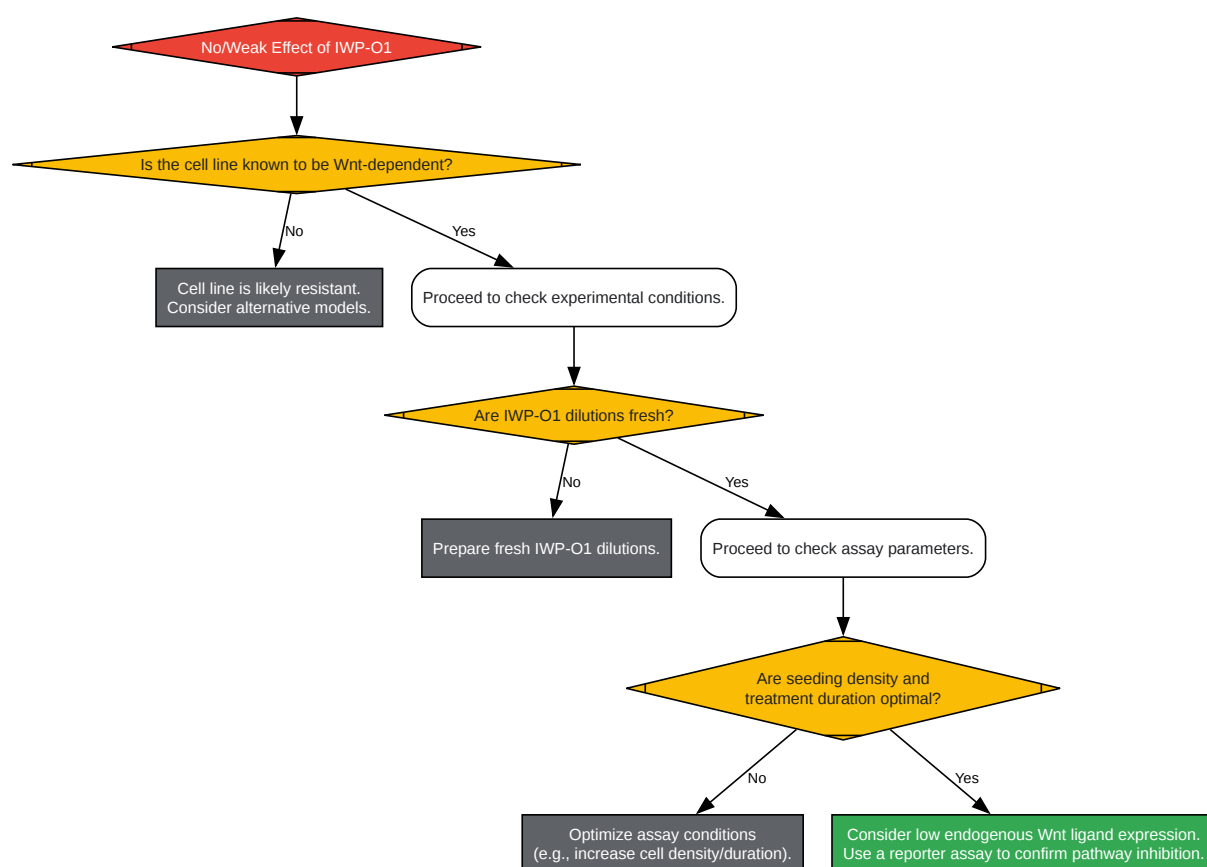 No/Weak Effect of IWP-O1
Is the cell line known to be Wnt-dependent?
No
Yes
Cell line is likely resistant.
Consider alternative models.
Proceed to check experimental conditions.
Are IWP-O1 dilutions fresh?
No
Yes
Prepare fresh IWP-O1 dilutions.
Proceed to check assay parameters.
Are seeding density and
treatment duration optimal?
No
Yes
Optimize assay conditions
(e.g., increase cell density/duration).
Consider low endogenous Wnt ligand expression.
Use a reporter assay to confirm pathway inhibition.